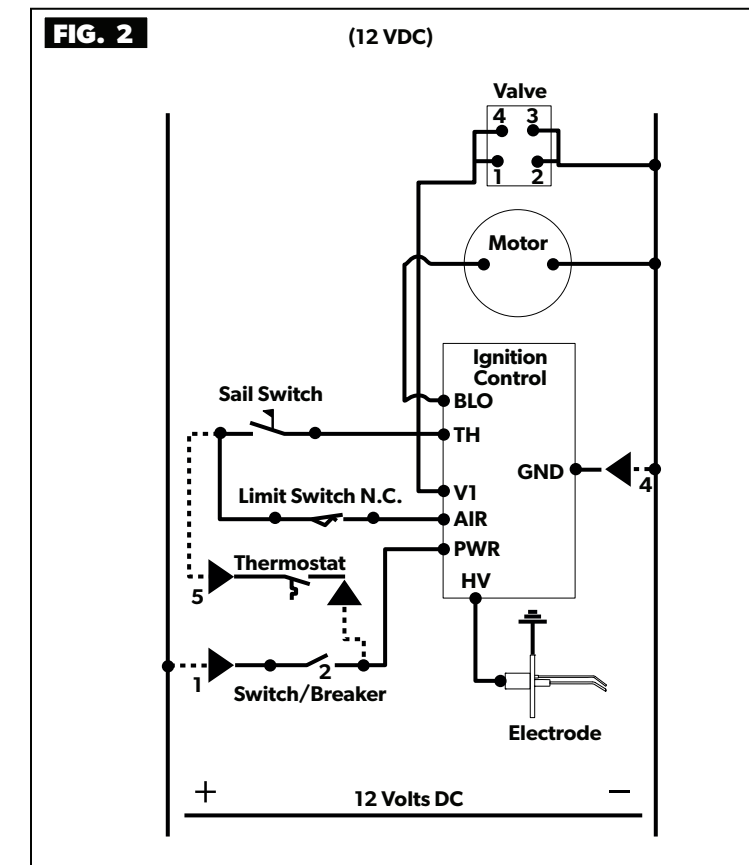 FIG. 2
(12 VDC)
Valve
4 3
1 2
Motor
Ignition
Control
BLO
Sail Switch
TH
GND
4
V1
Limit Switch N.C.
AIR
PWR
Thermostat
5
HV
1
2
Switch/Breaker
Electrode
+
12 Volts DC
−